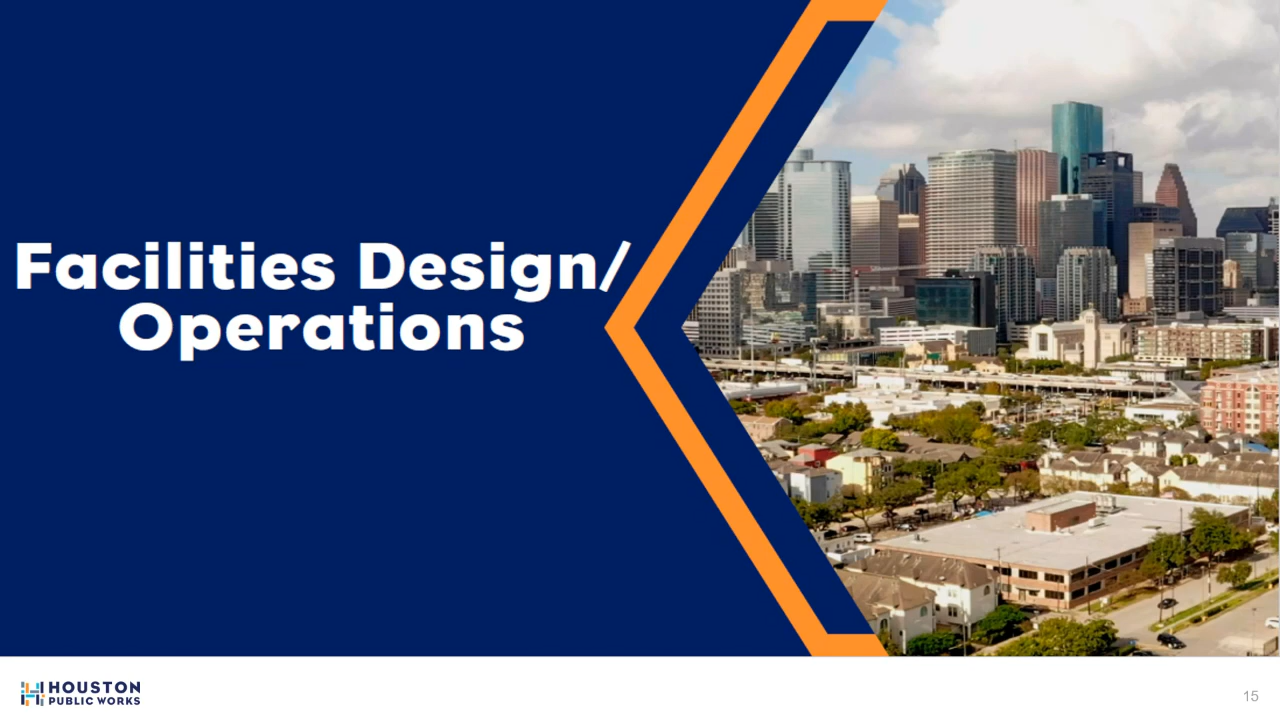 Facilities Design/
Operations
HOUSTON
PUBLIC WORKS
15